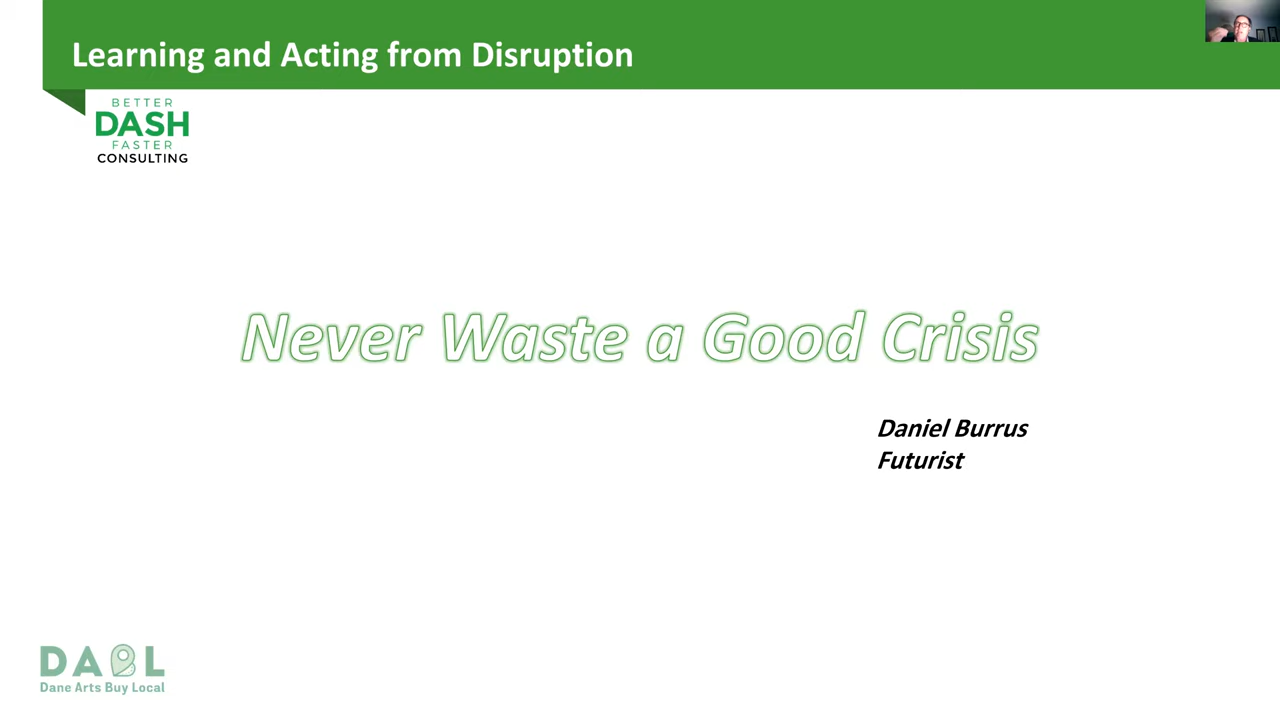 Learning and Acting from Disruption
BETTER
DASH
FASTER
CONSULTING
Never Waste a Good Crisis
Daniel Burrus
Futurist
DABL
Dane Arts Buy Local